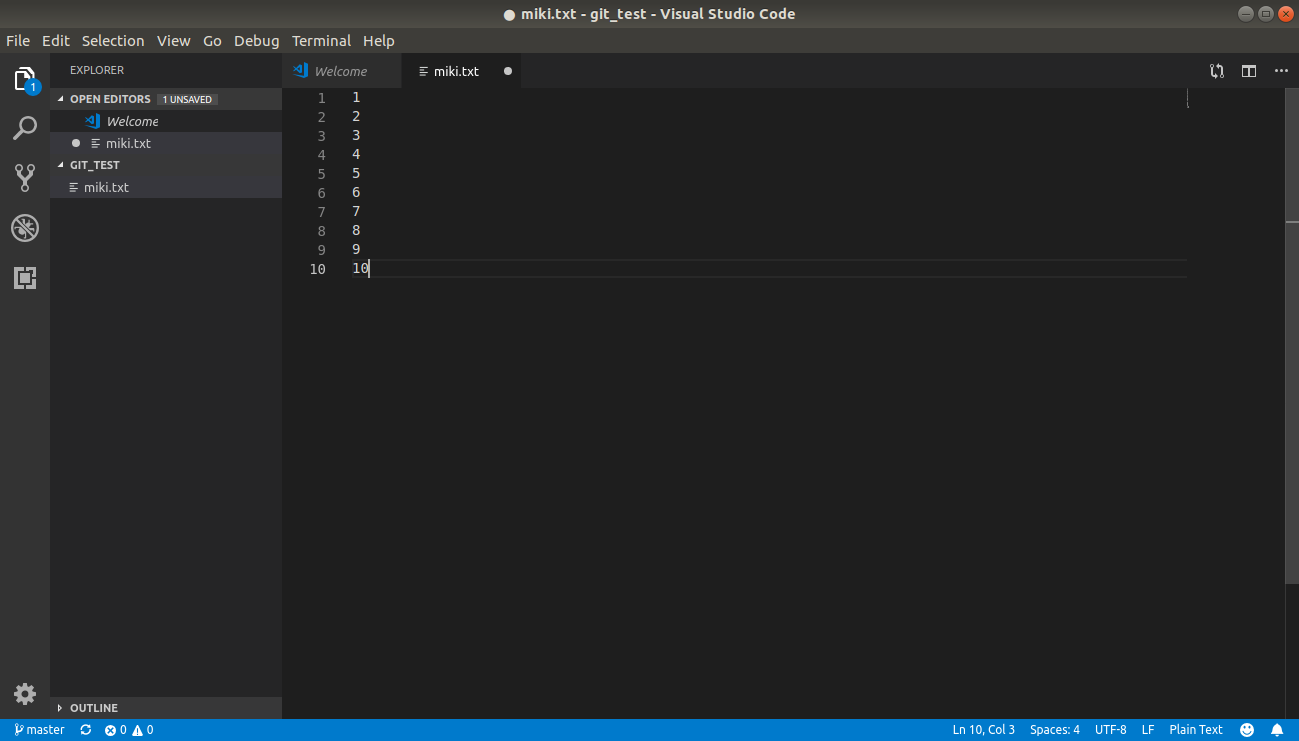 ● miki.txt - git_test - Visual Studio Code
File Edit Selection View Go Debug Terminal Help
1
EXPLORER
OPEN EDITORS 1 UNSAVED
Welcome
miki.txt
GIT_TEST
miki.txt
OUTLINE
Welcome miki.txt
1 1
2 2
3 3
4 4
5 5
6 6
7 7
8 8
9 9
10 10
master 0 0 Ln 10, Col 3 Spaces: 4 UTF-8 LF Plain Text